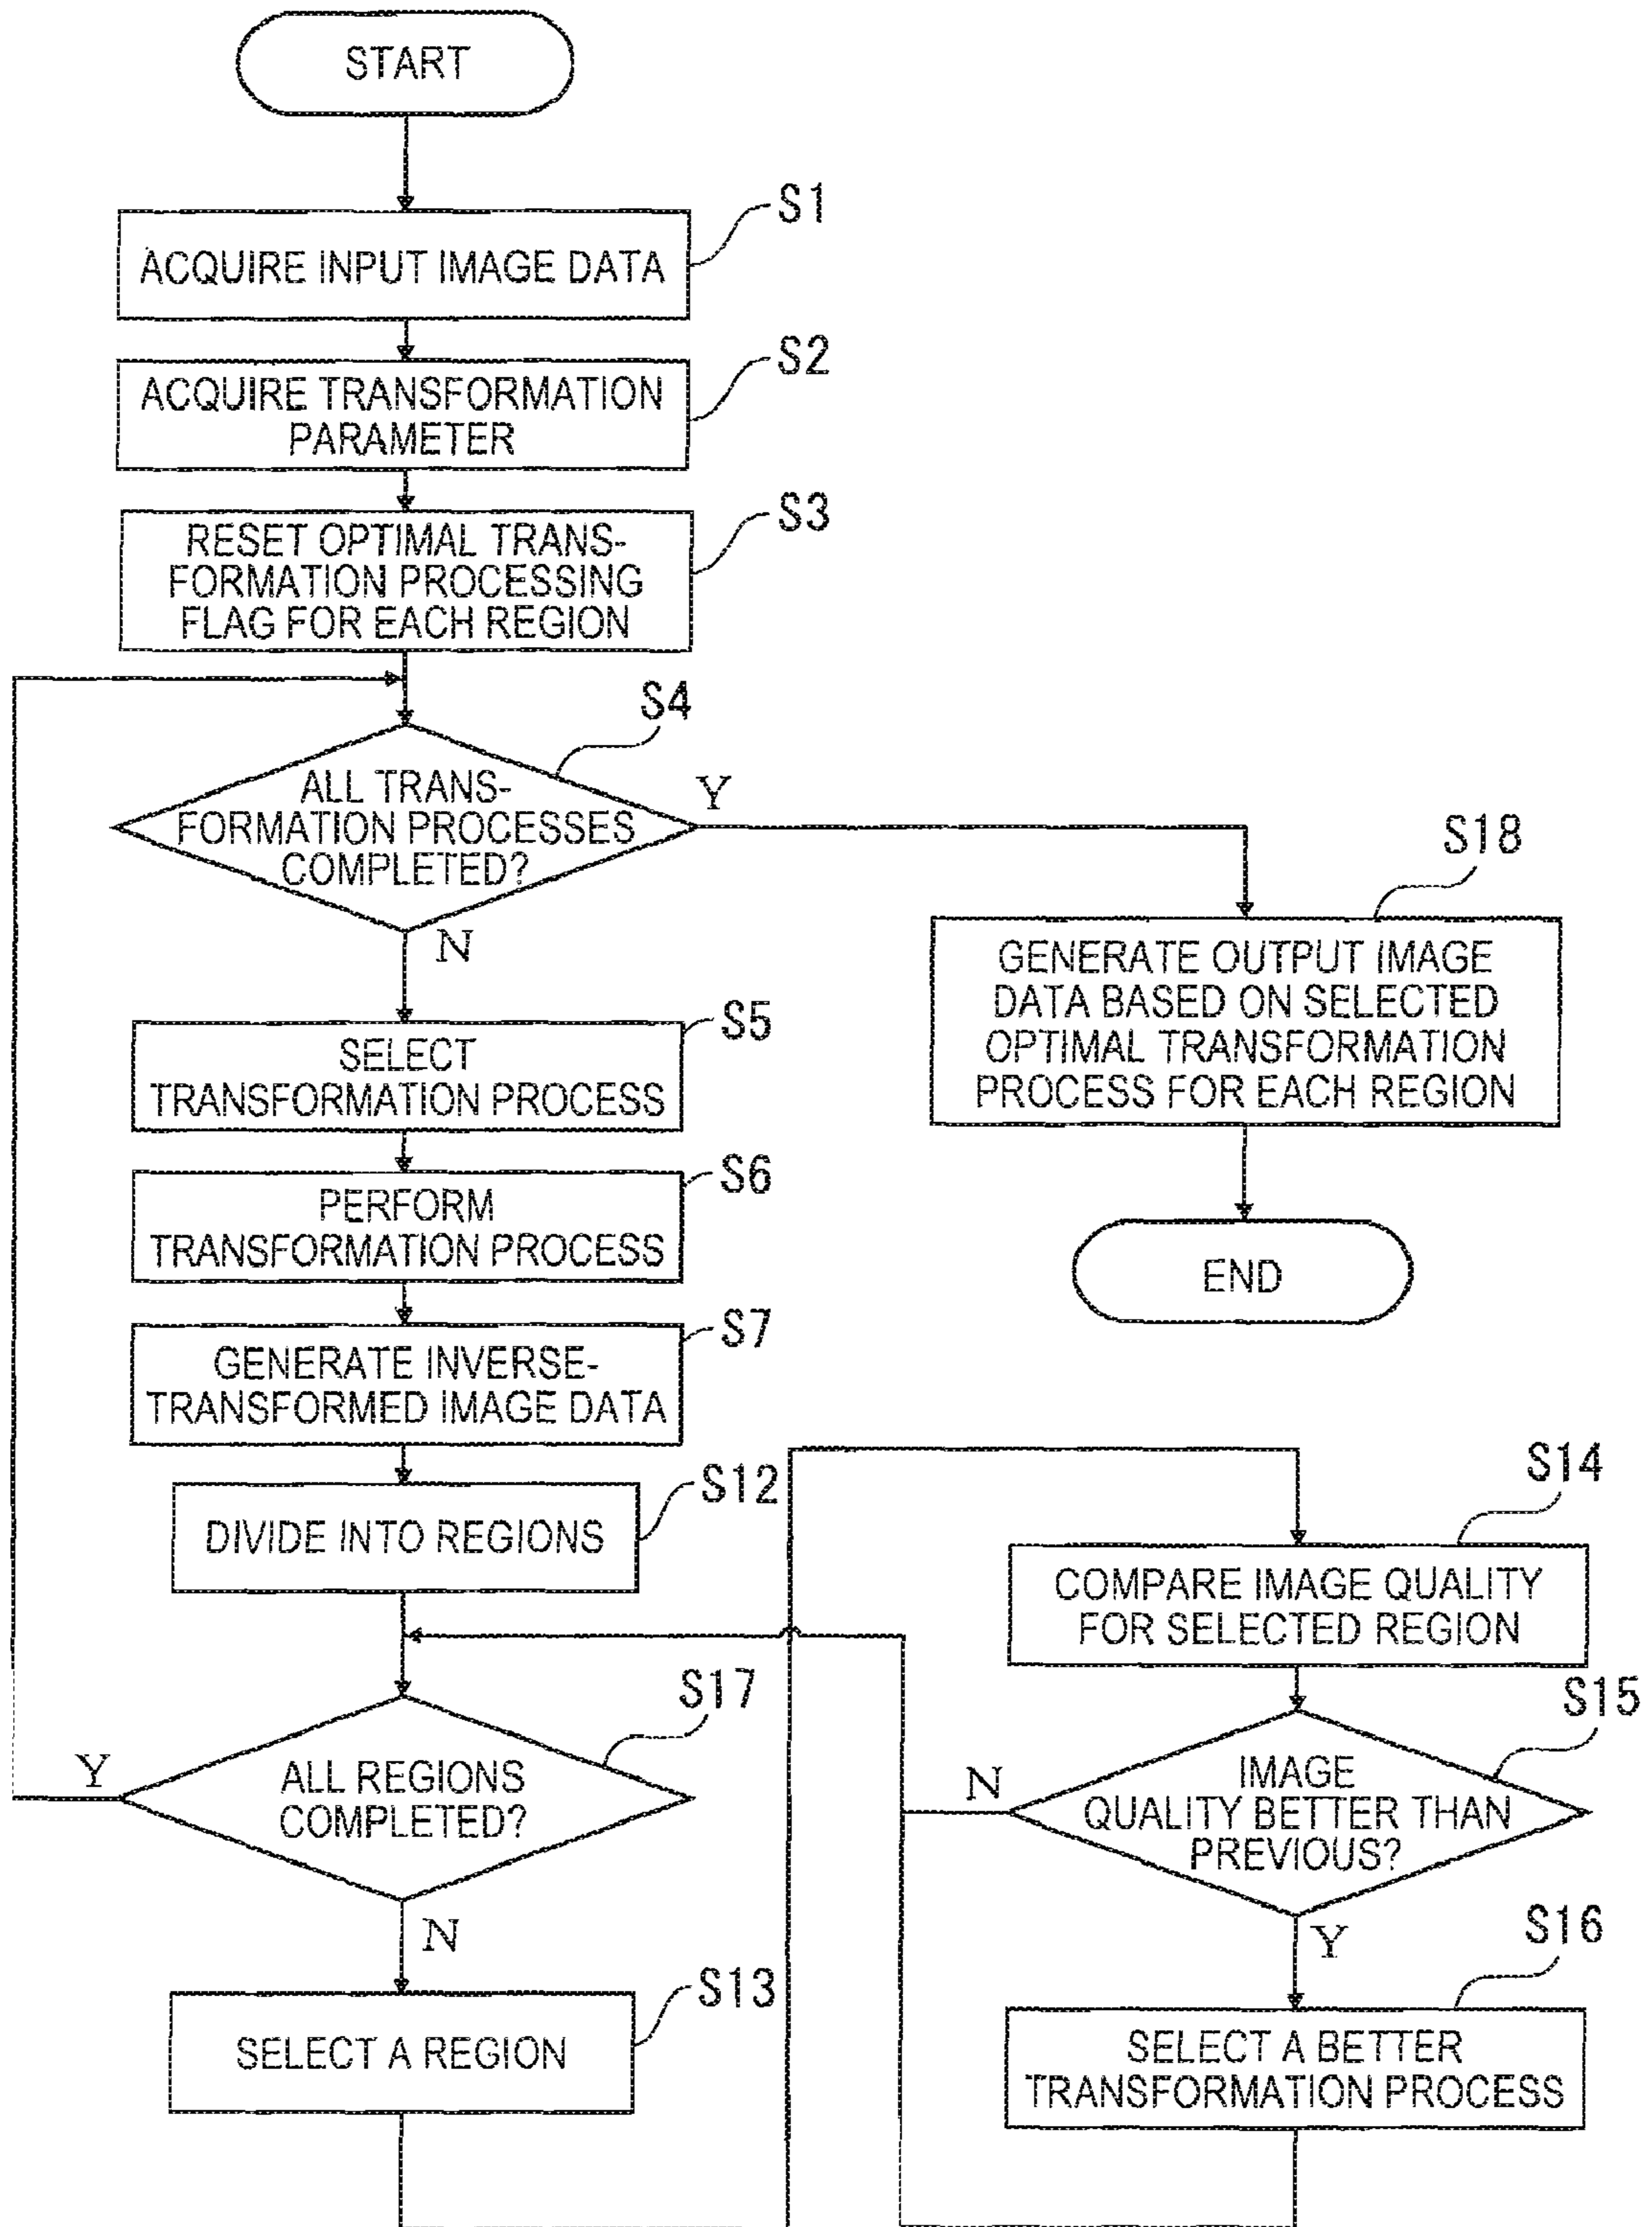 START
S1
ACQUIRE INPUT IMAGE DATA
S2
ACQUIRE TRANSFORMATION
PARAMETER
S3
RESET OPTIMAL TRANS-
FORMATION PROCESSING
FLAG FOR EACH REGION
S4
ALL TRANS-
FORMATION PROCESSES
COMPLETED?
Y
N
S18
GENERATE OUTPUT IMAGE
DATA BASED ON SELECTED
OPTIMAL TRANSFORMATION
PROCESS FOR EACH REGION
END
S5
SELECT
TRANSFORMATION PROCESS
S6
PERFORM
TRANSFORMATION PROCESS
S7
GENERATE INVERSE-
TRANSFORMED IMAGE DATA
S12
DIVIDE INTO REGIONS
S17
ALL REGIONS
COMPLETED?
Y
N
S13
SELECT A REGION
S14
COMPARE IMAGE QUALITY
FOR SELECTED REGION
S15
IMAGE
QUALITY BETTER THAN
PREVIOUS?
N
Y
S16
SELECT A BETTER
TRANSFORMATION PROCESS